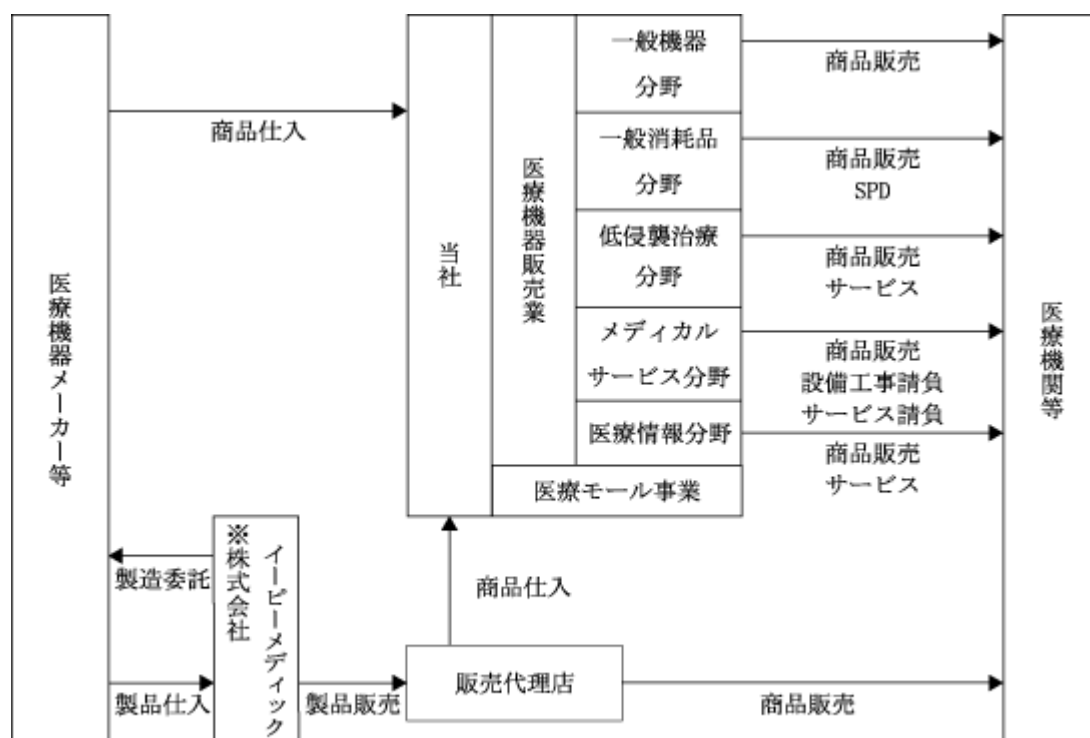 医療機器メーカー等
商品仕入
当社
医療機器販売業
一般機器
分野
商品販売
一般消耗品
分野
商品販売
SPD
低侵襲治療
分野
商品販売
サービス
メディカル
サービス分野
商品販売
設備工事請負
サービス請負
医療情報分野
商品販売
サービス
医療モール事業
医療機関等
製造委託
※株式会社
イーピーメディック
商品仕入
製品仕入
製品販売
販売代理店
商品販売